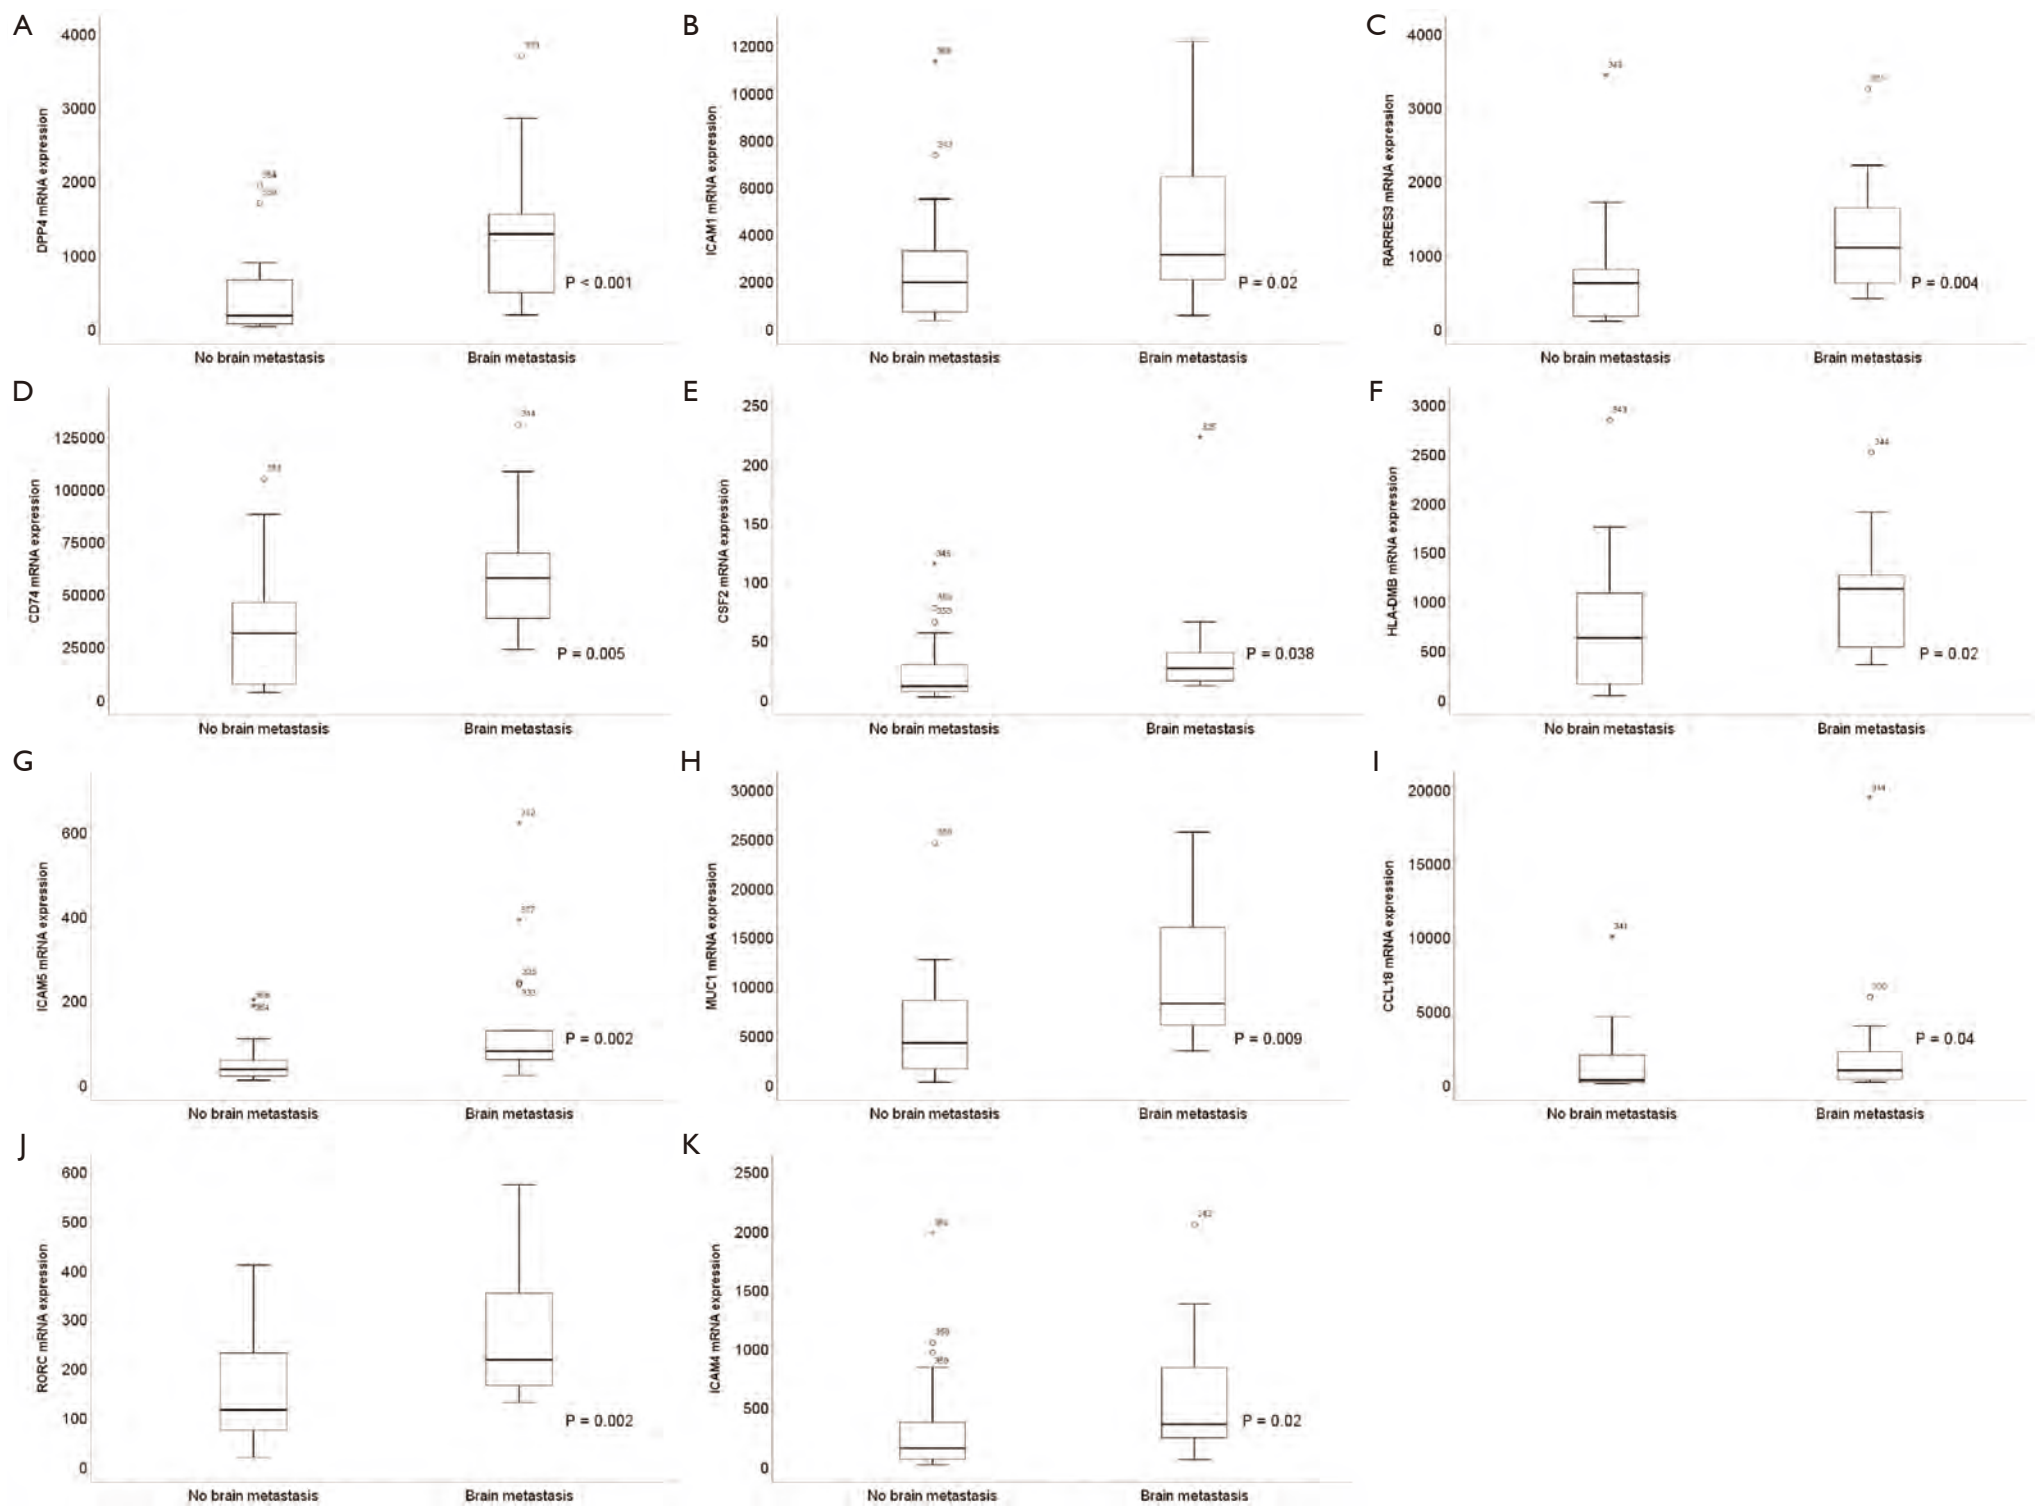 A
DPP4 mRNA expression
4000
3000
2000
1000
0
P < 0.001
No brain metastasis
Brain metastasis
B
ICAM1 mRNA expression
12000
10000
8000
6000
4000
2000
0
P = 0.02
No brain metastasis
Brain metastasis
C
RARRES3 mRNA expression
4000
3000
2000
1000
0
P = 0.004
No brain metastasis
Brain metastasis
D
CD74 mRNA expression
125000
100000
75000
50000
25000
0
P = 0.005
No brain metastasis
Brain metastasis
E
CSF2 mRNA expression
250
200
150
100
50
0
P = 0.038
No brain metastasis
Brain metastasis
F
HLA-DMB mRNA expression
3000
2500
2000
1500
1000
500
0
343
344
P = 0.02
No brain metastasis
Brain metastasis
G
ICAM5 mRNA expression
600
400
200
0
P = 0.002
No brain metastasis
Brain metastasis
H
MUC1 mRNA expression
30000
25000
20000
15000
10000
5000
0
P = 0.009
No brain metastasis
Brain metastasis
I
CCL18 mRNA expression
20000
15000
10000
5000
0
P = 0.04
No brain metastasis
Brain metastasis
J
RORC mRNA expression
600
500
400
300
200
100
0
P = 0.002
No brain metastasis
Brain metastasis
K
ICAM4 mRNA expression
2500
2000
1500
1000
500
0
P = 0.02
No brain metastasis
Brain metastasis